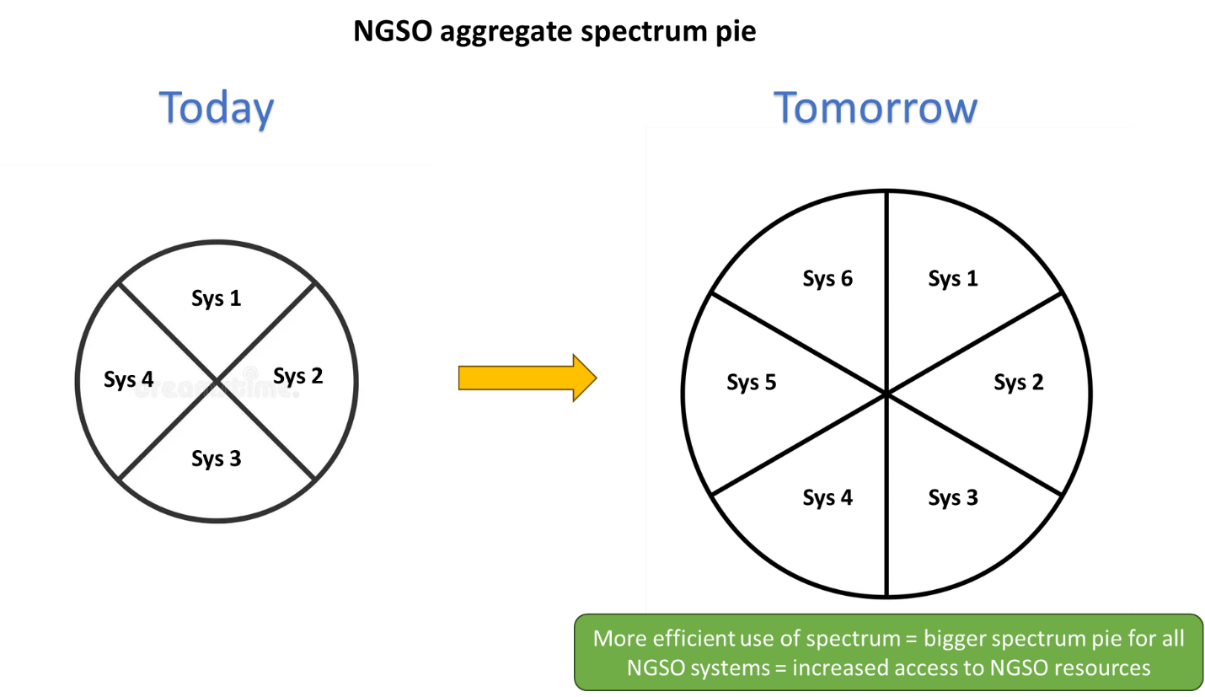 NGSO aggregate spectrum pie
Today
Tomorrow
Sys 1
Sys 2
Sys 3
Sys 4
Sys 1
Sys 2
Sys 3
Sys 4
Sys 5
Sys 6
More efficient use of spectrum = bigger spectrum pie for all
NGSO systems = increased access to NGSO resources